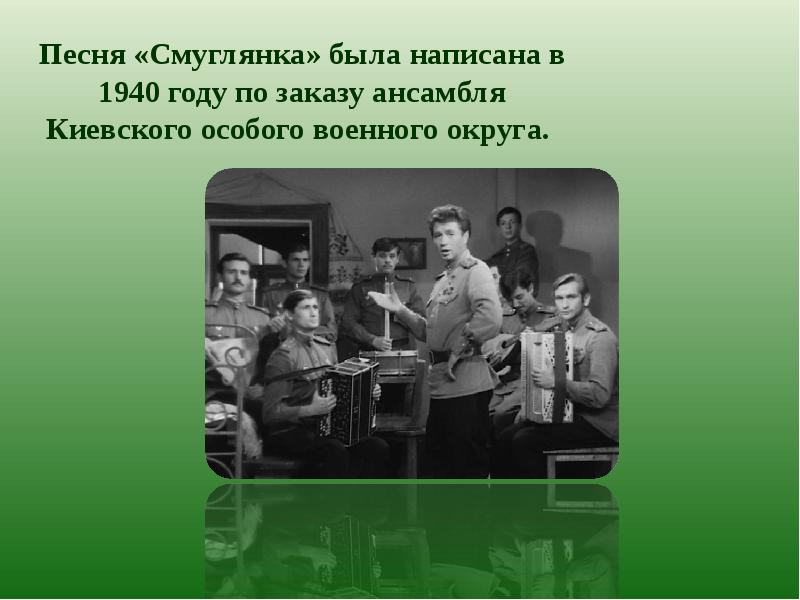 Песня «Смуглянка» была написана в
1940 году по заказу ансамбля
Киевского особого военного округа.